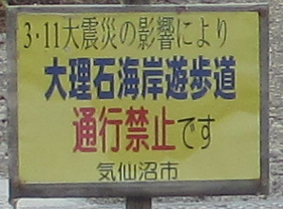 3・11大震災の影響により
大理石海岸遊歩道
通行禁止です
気仙沼市